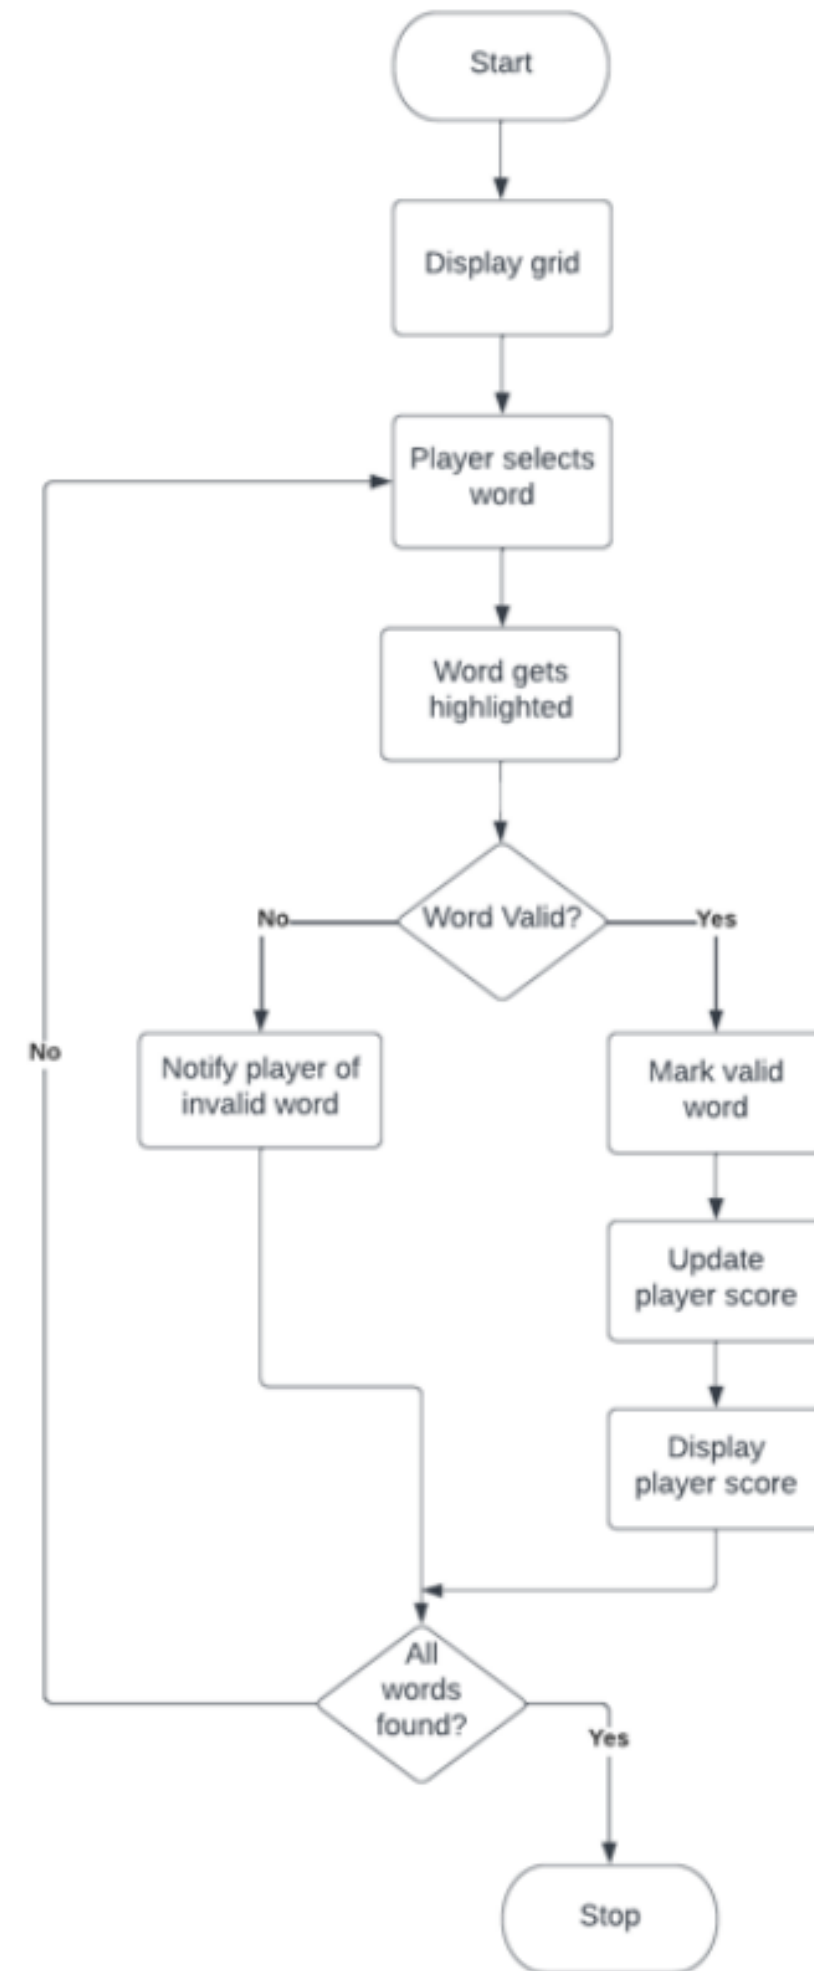 Start
Display grid
Player selects
word
Word gets
highlighted
Word Valid?
No
Yes
Notify player of
invalid word
Mark valid
word
No
Update
player score
Display
player score
All
words
found?
Yes
Stop